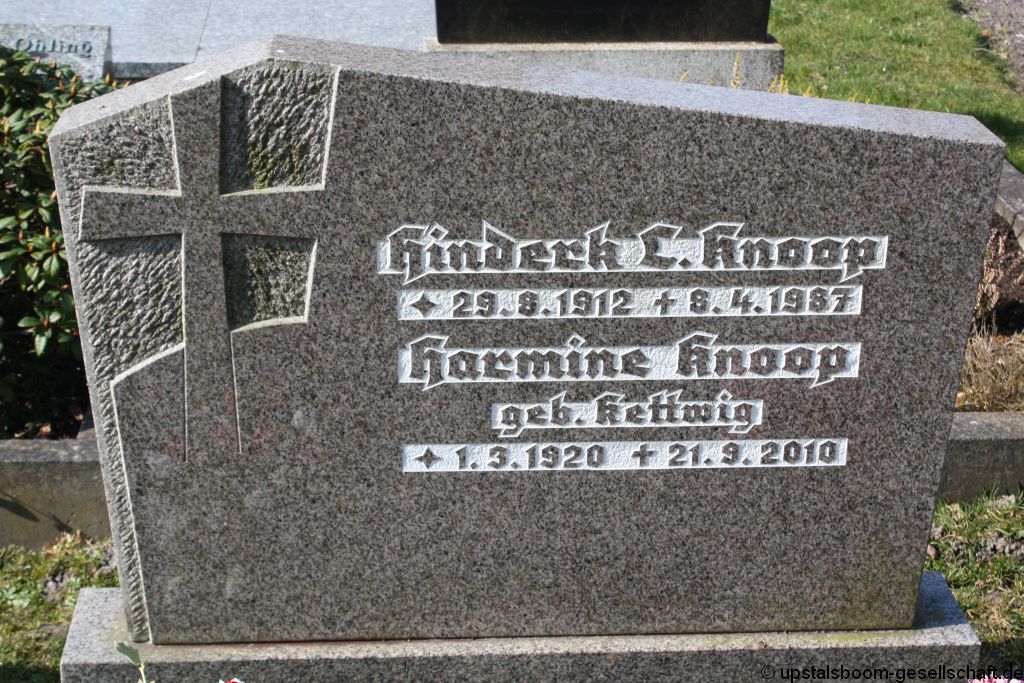 Ohling
Hinderk C. Knoop
✦ 29.8.1912 ✝ 8.4.1987
Harmine Knoop
geb. Kettwig
✦ 1.3.1920 ✝ 21.9.2010
© upstalsboom-gesellschaft.de